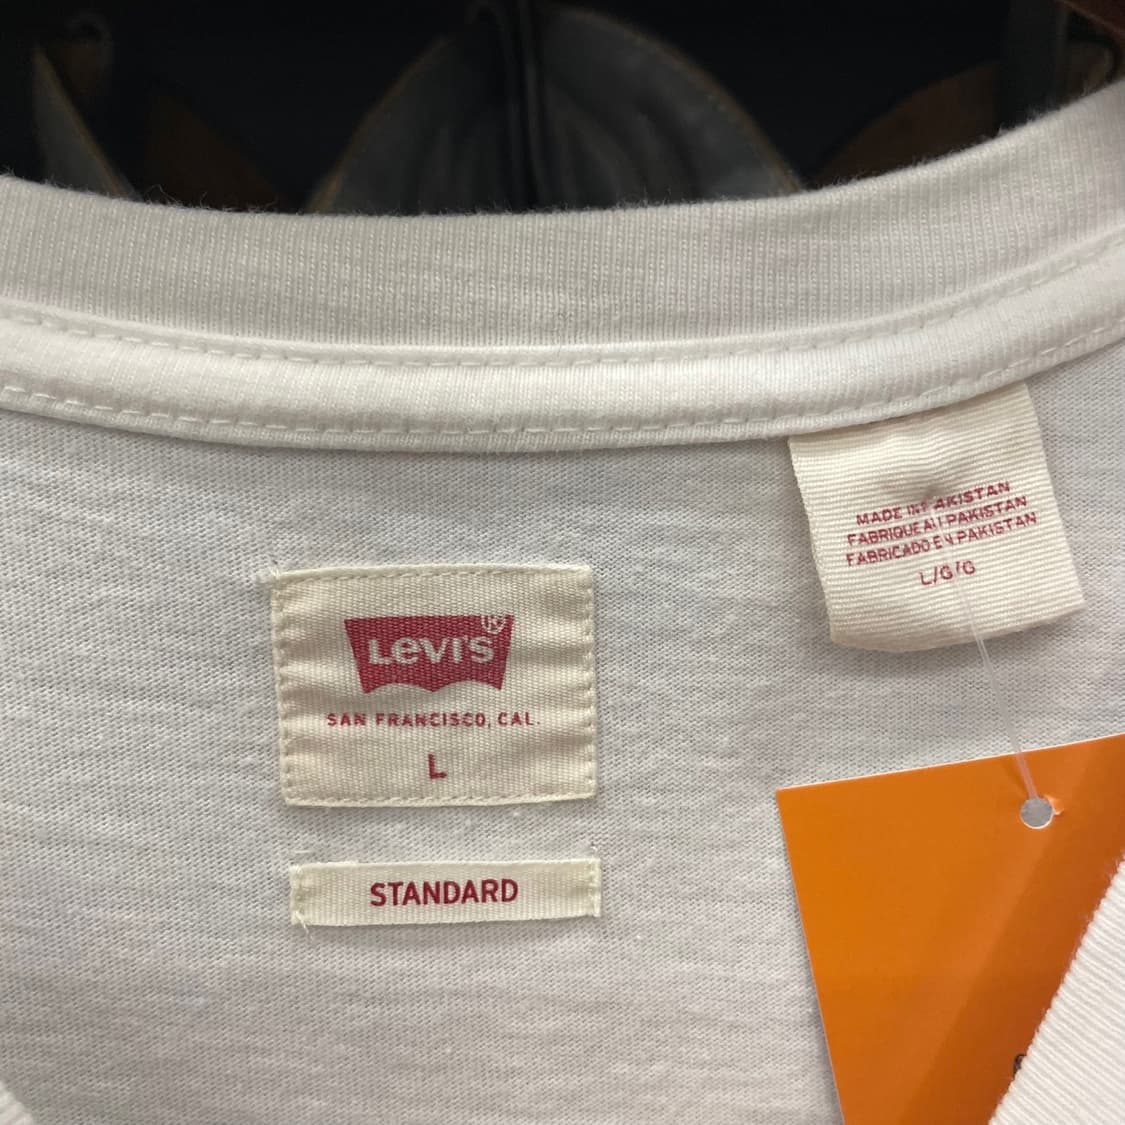 Levi's®
SAN FRANCISCO, CAL.
L
STANDARD
MADE IN PAKISTAN
FABRIQUE AU PAKISTAN
FABRICADO EN PAKISTAN
L/G/G